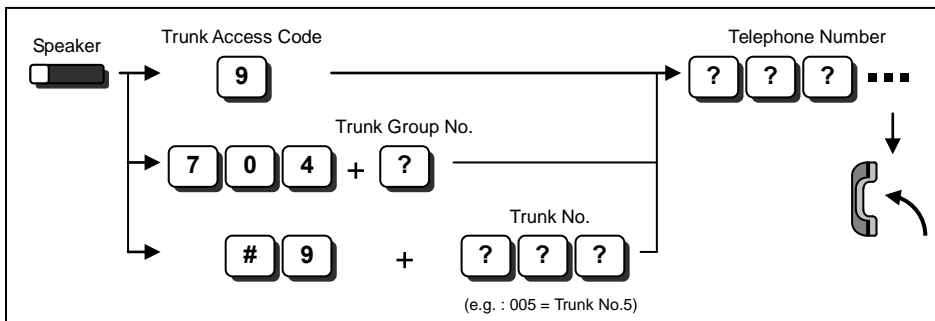 Speaker
Trunk Access Code
9
Telephone Number
? ? ? ...
Trunk Group No.
7 0 4 + ?
Trunk No.
# 9 + ? ? ?
(e.g. : 005 = Trunk No.5)